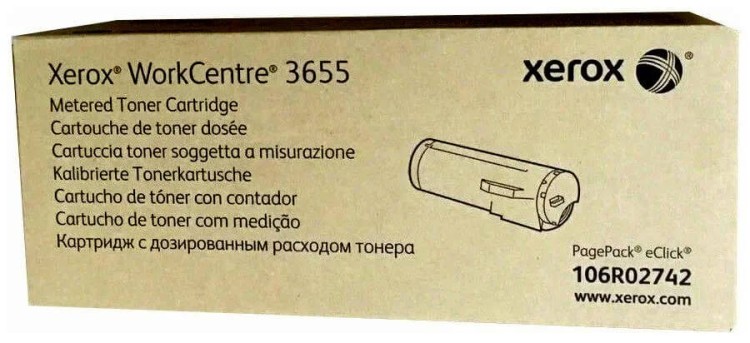 Xerox® WorkCentre® 3655
xerox®
Metered Toner Cartridge
Cartouche de toner dosée
Cartuccia toner soggetta a misurazione
Kalibrierte Tonerkartusche
Cartucho de tóner con contador
Cartucho de toner com medição
Картридж с дозированным расходом тонера
PagePack® eClick®
106R02742
www.xerox.com